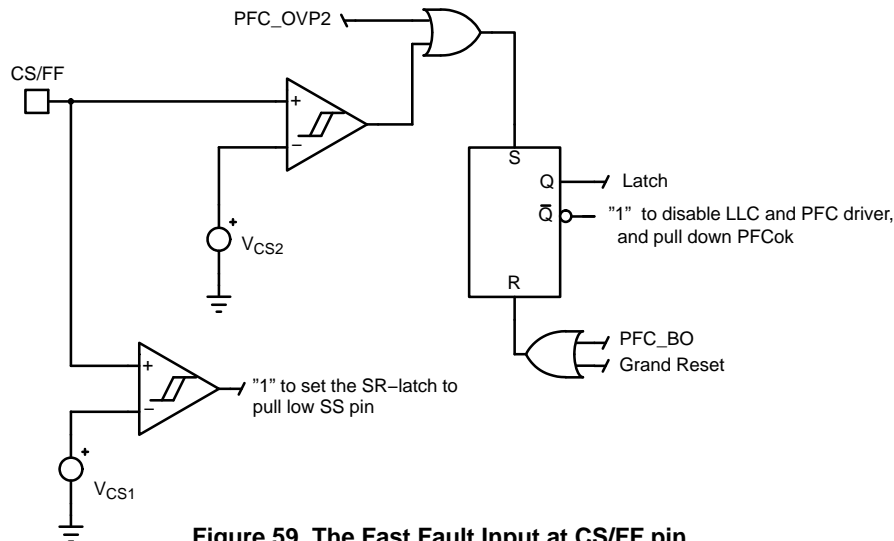 PFC_OVP2
CS/FF
+
−
S
Q
Latch
Q̅
”1” to disable LLC and PFC driver,
and pull down PFCok
+
VCS2
R
PFC_BO
Grand Reset
+
−
”1” to set the SR−latch to
pull low SS pin
+
VCS1
Figure 59. The Fast Fault Input at CS/FF pin